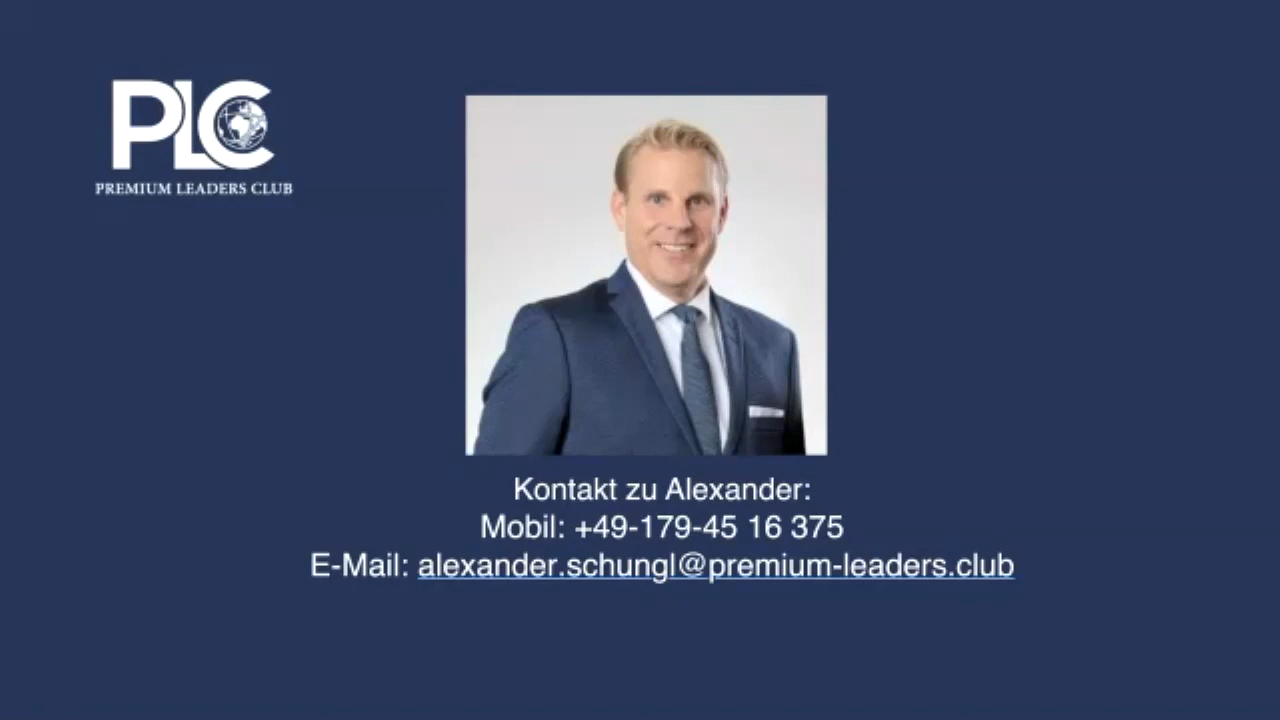 PLC
PREMIUM LEADERS CLUB
Kontakt zu Alexander:
Mobil: +49-179-45 16 375
E-Mail: alexander.schungl@premium-leaders.club